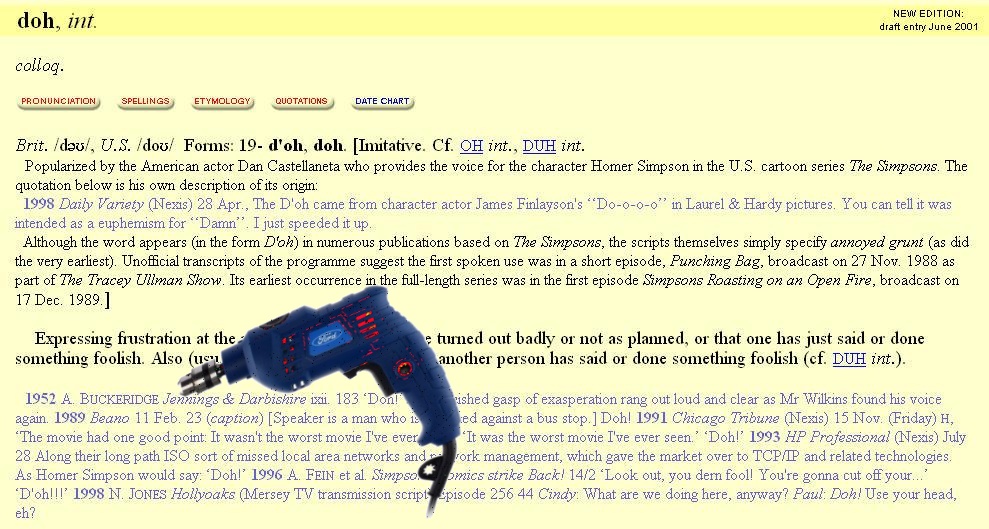 doh, int.
NEW EDITION:
draft entry June 2001
colloq.
PRONUNCIATION SPELLINGS ETYMOLOGY QUOTATIONS DATE CHART
Brit. /dəʊ/, U.S. /doʊ/ Forms: 19- d'oh, doh. [Imitative. Cf. OH int., DUH int.
Popularized by the American actor Dan Castellaneta who provides the voice for the character Homer Simpson in the U.S. cartoon series The Simpsons. The
quotation below is his own description of its origin:
1998 Daily Variety (Nexis) 28 Apr., The D'oh came from character actor James Finlayson's ‘‘Do-o-o-o’’ in Laurel & Hardy pictures. You can tell it was
intended as a euphemism for ‘‘Damn’’. I just speeded it up.
Although the word appears (in the form D'oh) in numerous publications based on The Simpsons, the scripts themselves simply specify annoyed grunt (as did
the very earliest). Unofficial transcripts of the programme suggest the first spoken use was in a short episode, Punching Bag, broadcast on 27 Nov. 1988 as
part of The Tracey Ullman Show. Its earliest occurrence in the full-length series was in the first episode Simpsons Roasting on an Open Fire, broadcast on
17 Dec. 1989.]
Expressing frustration at the turned out badly or not as planned, or that one has just said or done
something foolish. Also (usu another person has said or done something foolish (cf. DUH int.).
Ford
1952 A. BUCKERIDGE Jennings & Darbishire ixii. 183 ‘Doh!’ ished gasp of exasperation rang out loud and clear as Mr Wilkins found his voice
again. 1989 Beano 11 Feb. 23 (caption) [Speaker is a man who is ed against a bus stop.] Doh! 1991 Chicago Tribune (Nexis) 15 Nov. (Friday) H,
‘The movie had one good point: It wasn't the worst movie I've ever ‘It was the worst movie I've ever seen.’ ‘Doh!’ 1993 HP Professional (Nexis) July
28 Along their long path ISO sort of missed local area networks and network management, which gave the market over to TCP/IP and related technologies.
As Homer Simpson would say: ‘Doh!’ 1996 A. FEIN et al. Simpsons Comics strike Back! 14/2 ‘Look out, you dern fool! You're gonna cut off your...’
‘D'oh!!!’ 1998 N. JONES Hollyoaks (Mersey TV transmission script) Episode 256 44 Cindy: What are we doing here, anyway? Paul: Doh! Use your head,
eh?